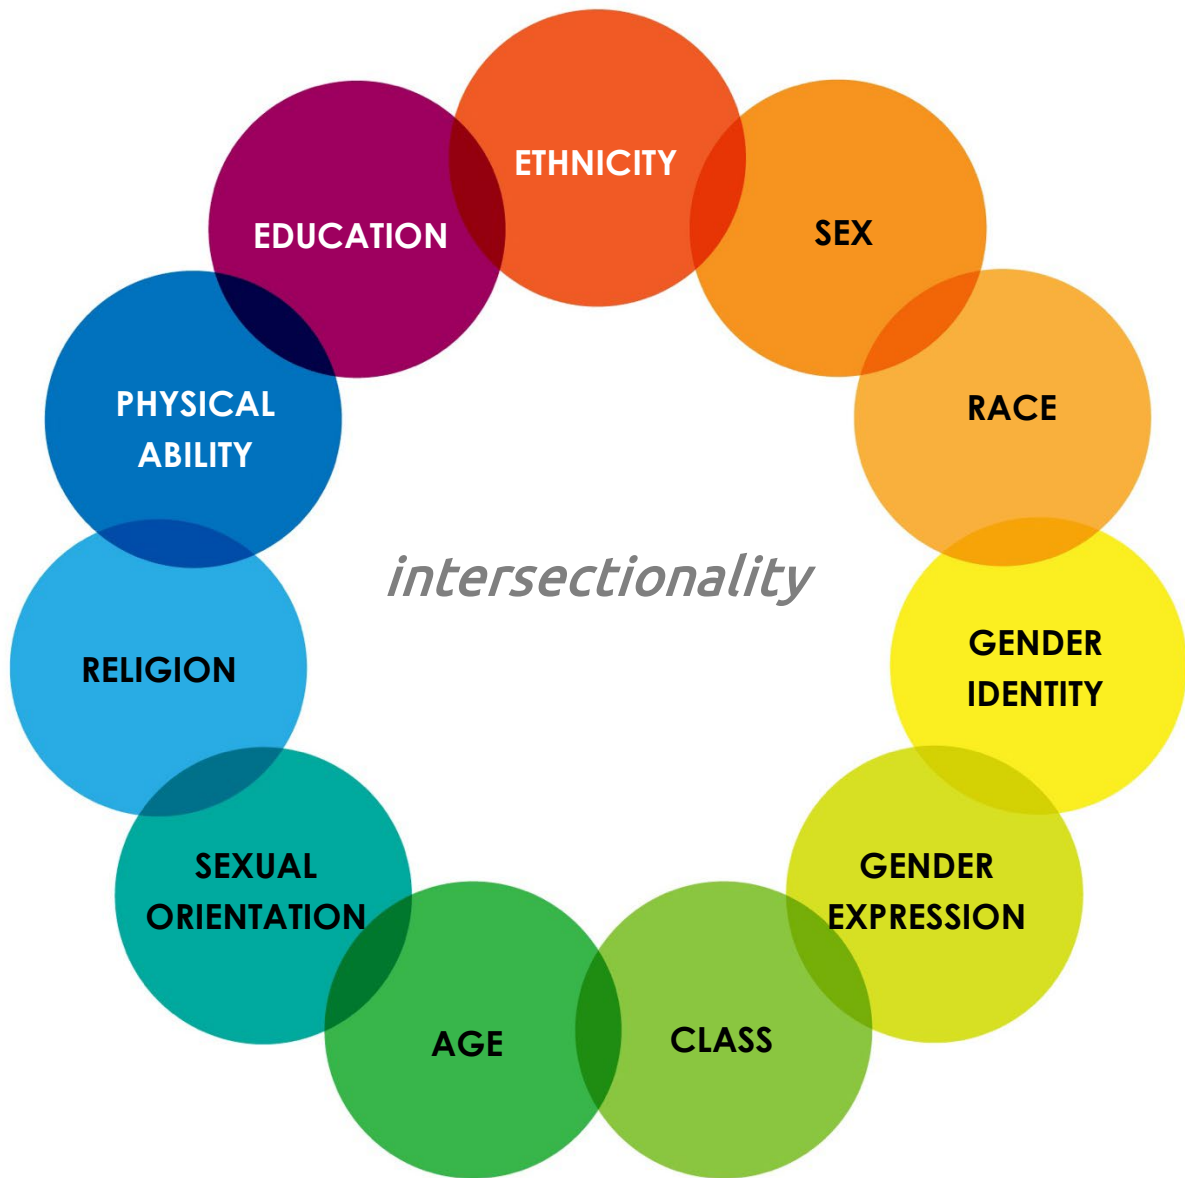 ETHNICITY
SEX
RACE
GENDER
IDENTITY
GENDER
EXPRESSION
CLASS
AGE
SEXUAL
ORIENTATION
RELIGION
PHYSICAL
ABILITY
EDUCATION
intersectionality